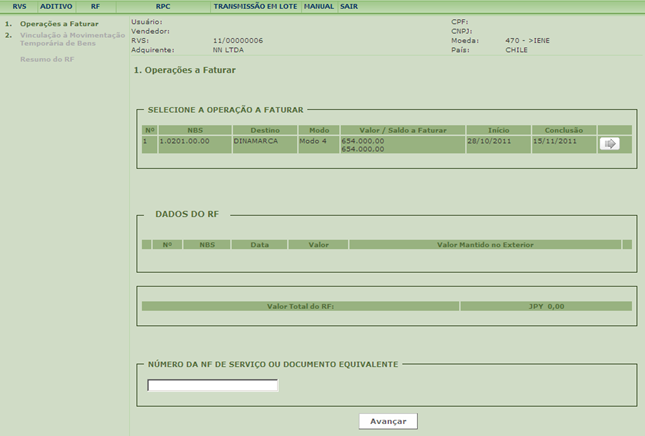 RVS ADITIVO RF RPC TRANSMISSÃO EM LOTE MANUAL SAIR
1. Operações a Faturar
2. Vinculação à Movimentação
Temporária de Bens
Resumo do RF
Usuário: CPF:
Vendedor: CNPJ:
RVS: 11/00000006 Moeda: 470 - >IENE
Adquirente: NN LTDA País: CHILE
1. Operações a Faturar
SELECIONE A OPERAÇÃO A FATURAR
Nº NBS Destino Modo Valor / Saldo a Faturar Início Conclusão
1 1.0201.00.00 DINAMARCA Modo 4 654.000,00 28/10/2011 15/11/2011
654.000,00
DADOS DO RF
Nº NBS Data Valor Valor Mantido no Exterior
Valor Total do RF: JPY 0,00
NÚMERO DA NF DE SERVIÇO OU DOCUMENTO EQUIVALENTE
Avançar